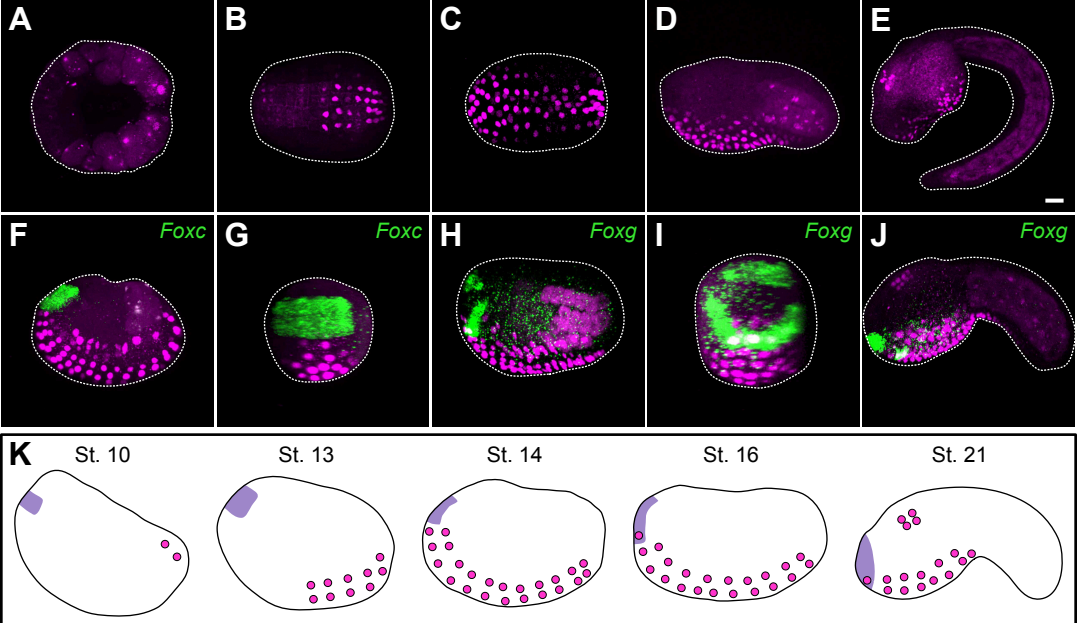 A
B
C
D
E
F
Foxc
G
Foxc
H
Foxg
I
Foxg
J
Foxg
K
St. 10
St. 13
St. 14
St. 16
St. 21